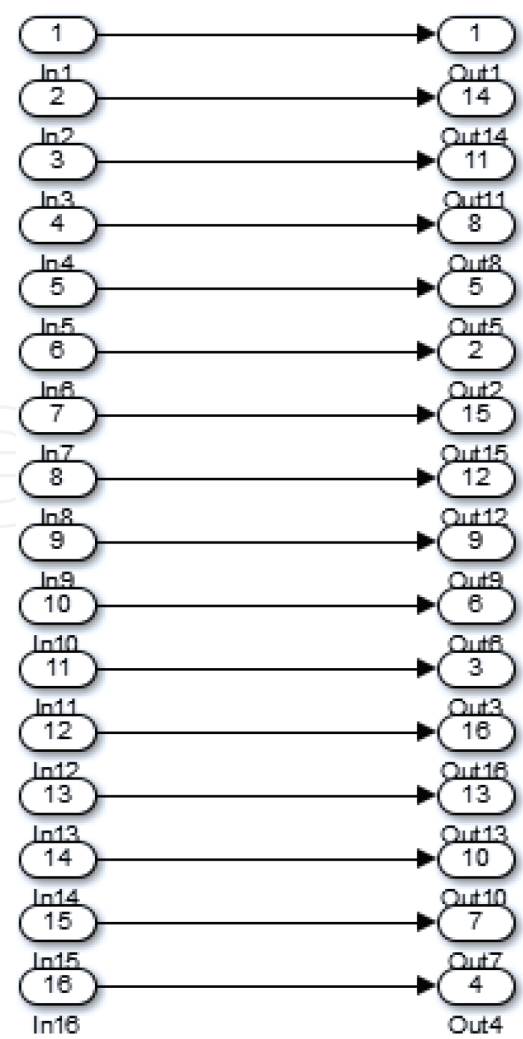 1 1
In1 Out1
2 14
In2 Out14
3 11
In3 Out11
4 8
In4 Out8
5 5
In5 Out5
6 2
In6 Out2
7 15
In7 Out15
8 12
In8 Out12
9 9
In9 Out9
10 6
In10 Out6
11 3
In11 Out3
12 16
In12 Out16
13 13
In13 Out13
14 10
In14 Out10
15 7
In15 Out7
16 4
In16 Out4